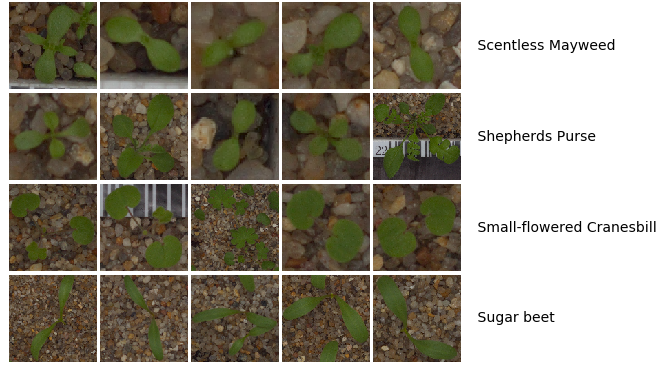 Scentless Mayweed
Shepherds Purse
Small-flowered Cranesbill
Sugar beet